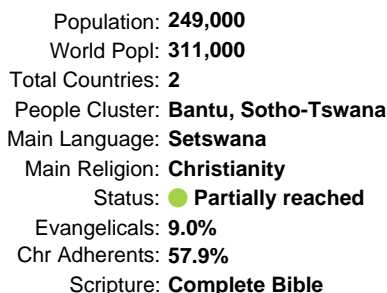 Population: 249,000
World Popl: 311,000
Total Countries: 2
People Cluster: Bantu, Sotho-Tswana
Main Language: Setswana
Main Religion: Christianity
Status: Partially reached
Evangelicals: 9.0%
Chr Adherents: 57.9%
Scripture: Complete Bible